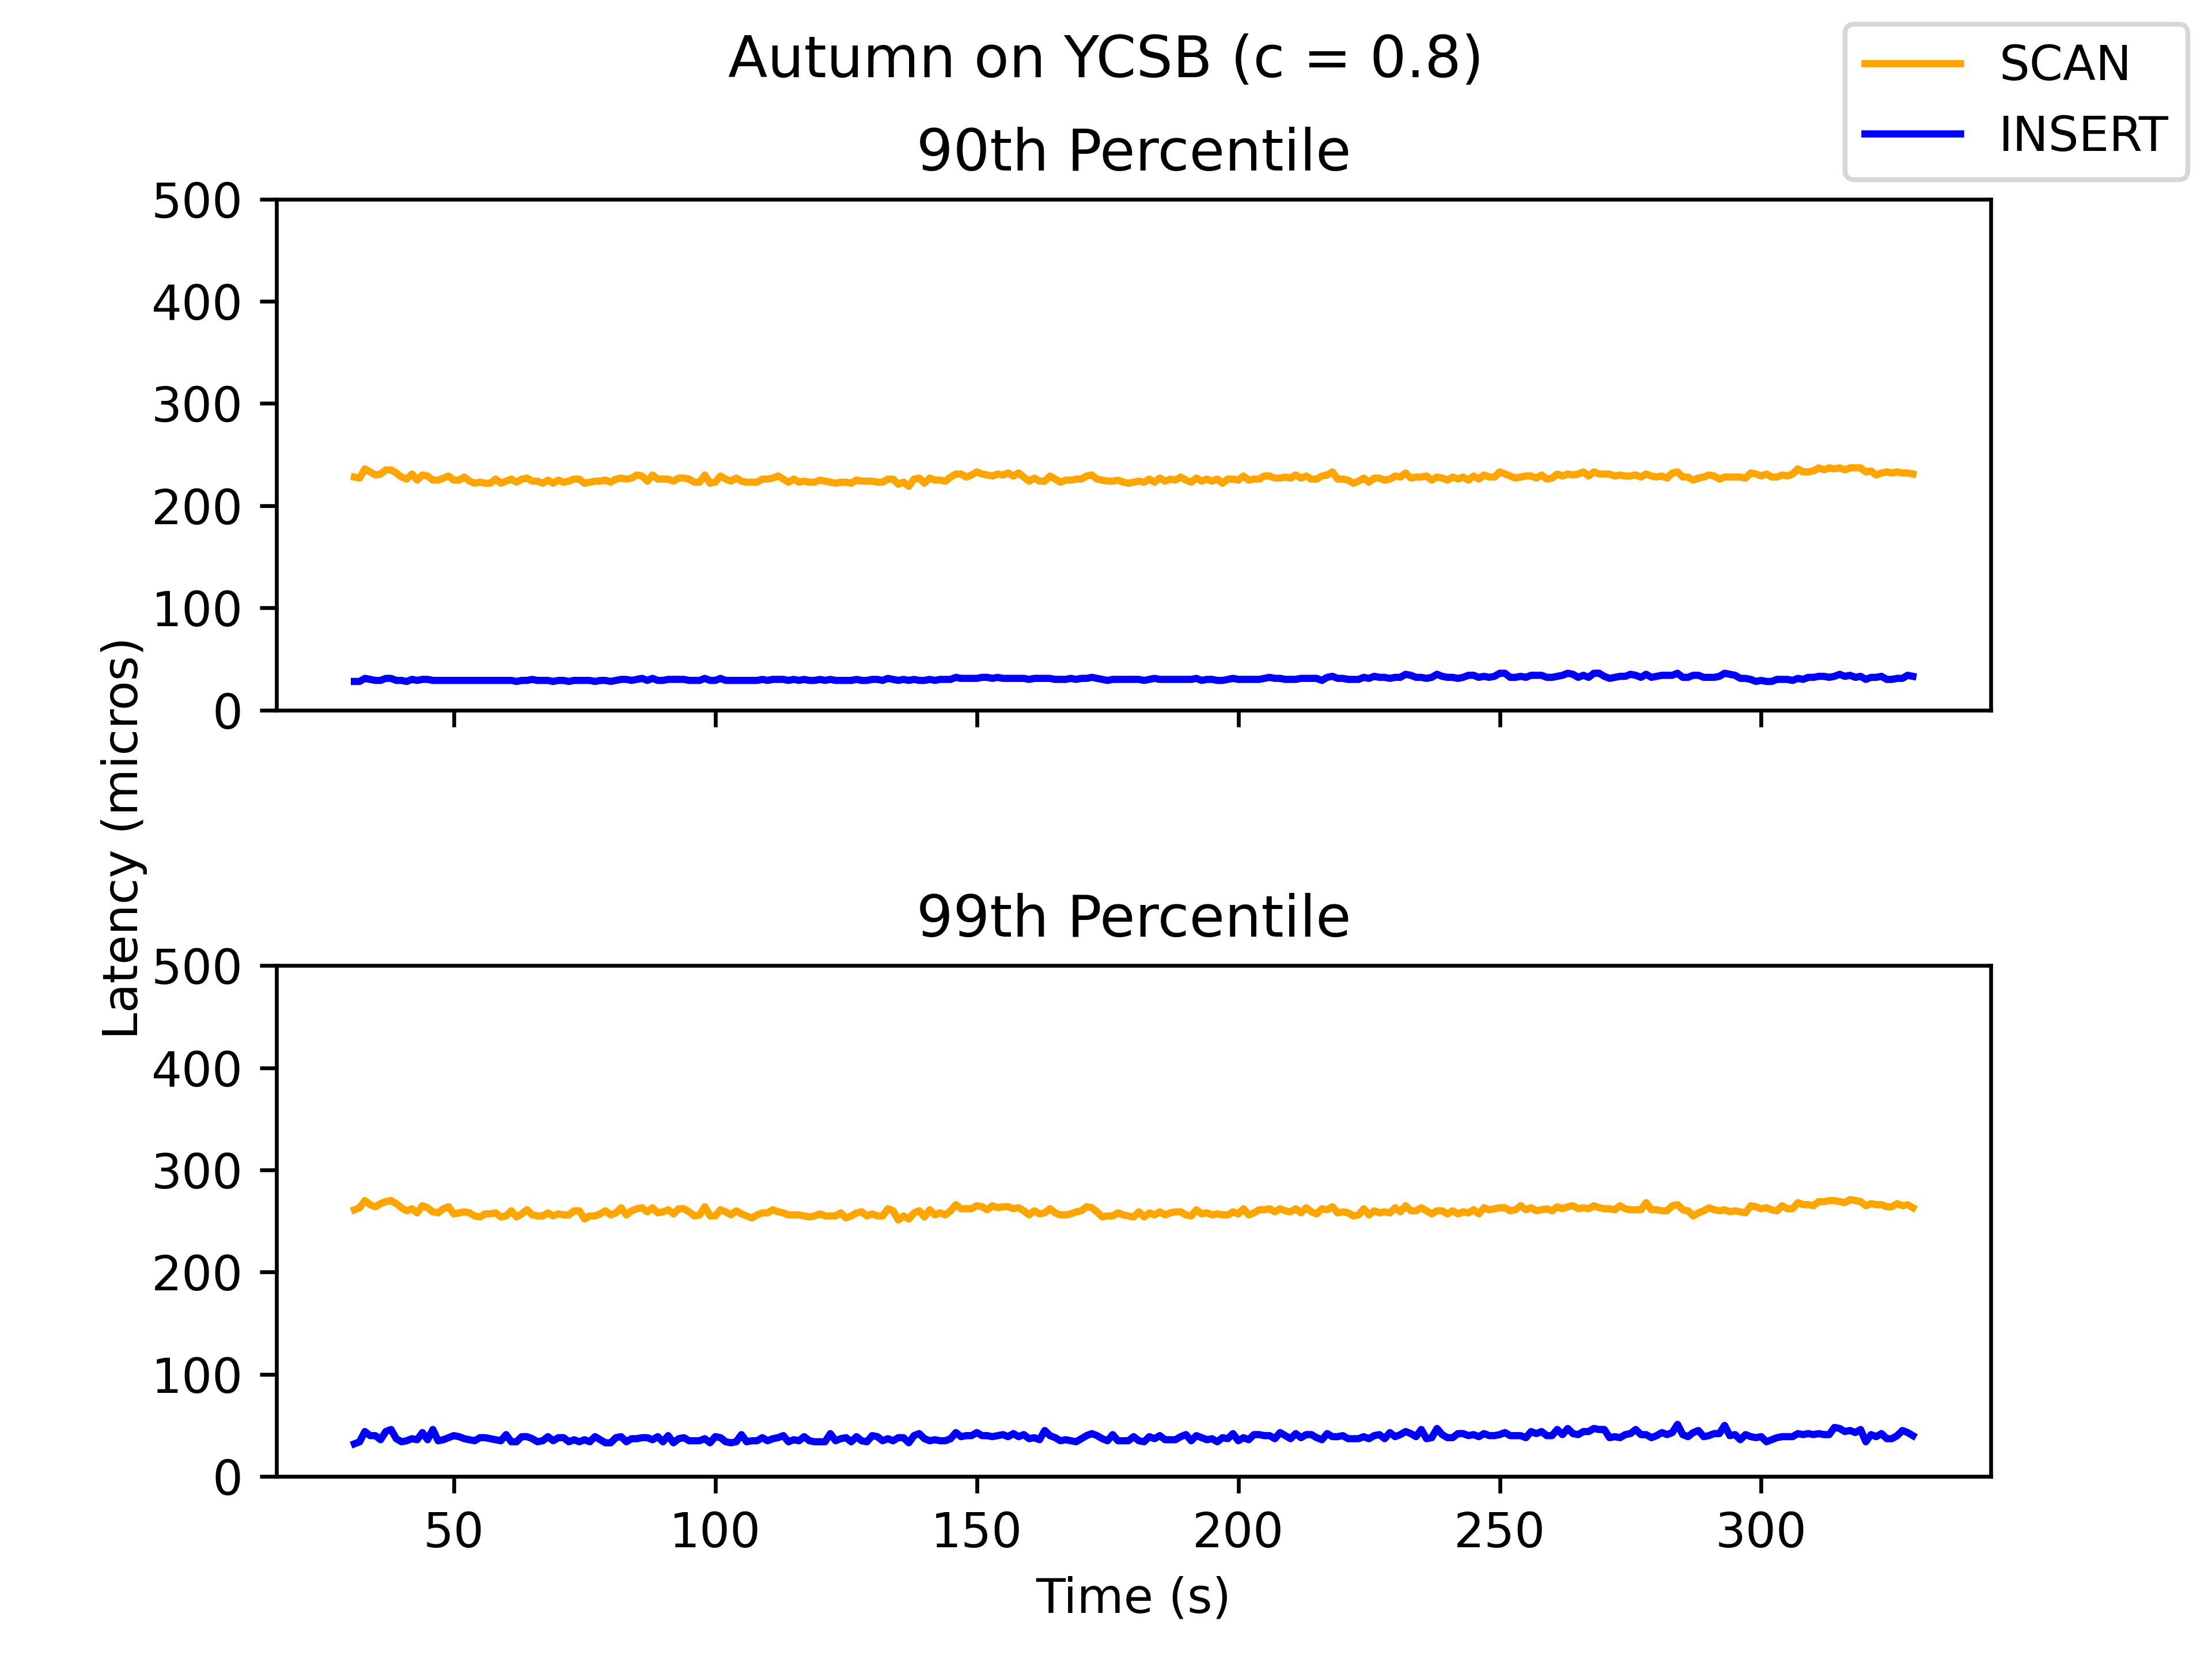 Autumn on YCSB (c = 0.8)
SCAN
INSERT
90th Percentile
500
400
300
200
100
0
Latency (micros)
99th Percentile
500
400
300
200
100
0
50 100 150 200 250 300
Time (s)